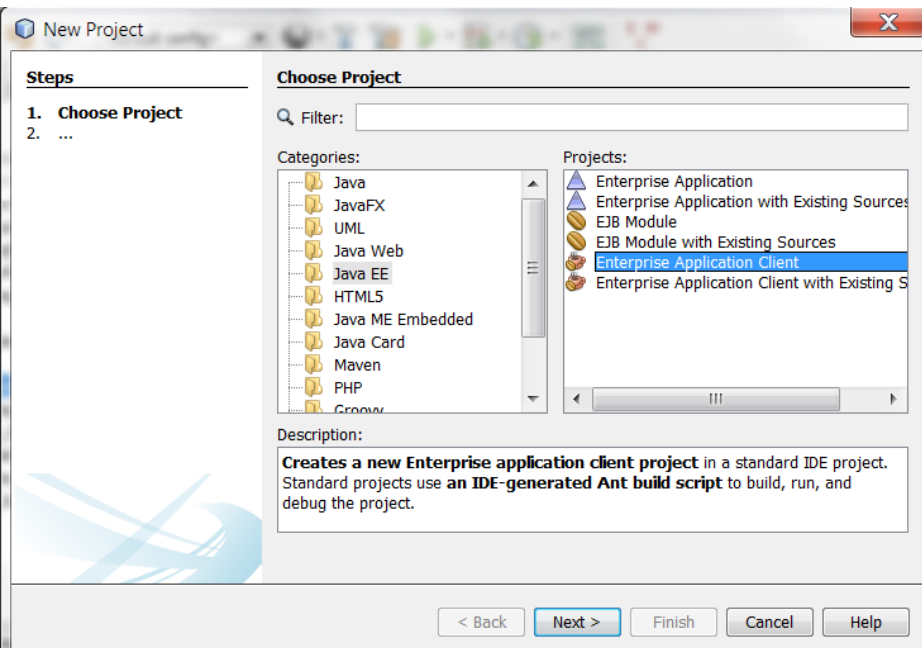 New Project
Steps
1. Choose Project
2. ...
Choose Project
Filter:
Categories:
Java
JavaFX
UML
Java Web
Java EE
HTML5
Java ME Embedded
Java Card
Maven
PHP
Groovy
Projects:
Enterprise Application
Enterprise Application with Existing Sources
EJB Module
EJB Module with Existing Sources
Enterprise Application Client
Enterprise Application Client with Existing S
Description:
Creates a new Enterprise application client project in a standard IDE project.
Standard projects use an IDE-generated Ant build script to build, run, and
debug the project.
< Back
Next >
Finish
Cancel
Help